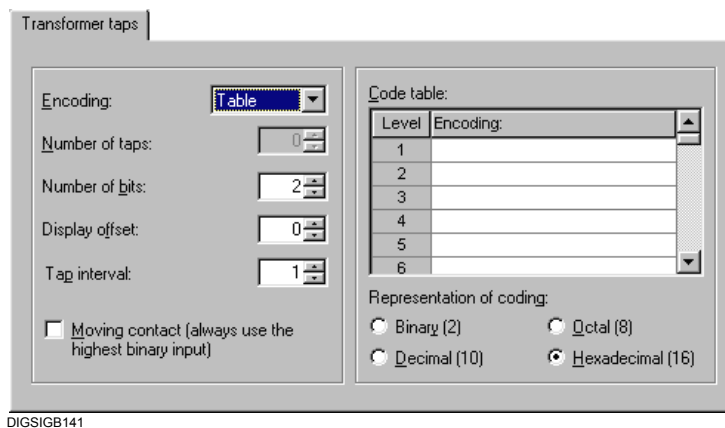 Transformer taps
Encoding: Table
Number of taps: 0
Number of bits: 2
Display offset: 0
Tap interval: 1
Moving contact (always use the
highest binary input)
Code table:
Level Encoding:
1
2
3
4
5
6
Representation of coding:
Binary (2) Octal (8)
Decimal (10) Hexadecimal (16)
DIGSIGB141